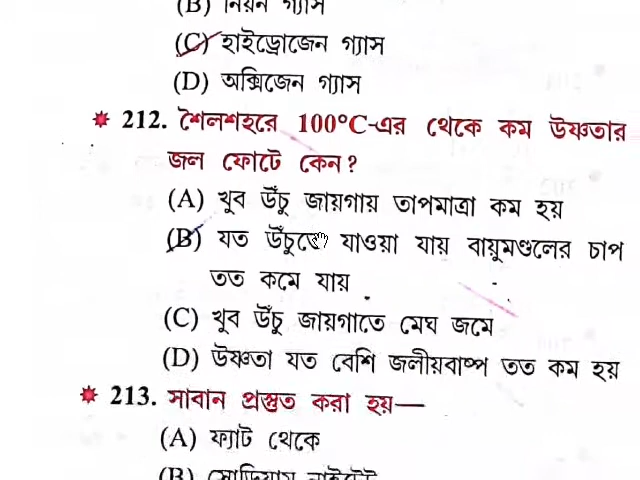 (B) নিয়ন গ্যাস
(C) হাইড্রোজেন গ্যাস
(D) অক্সিজেন গ্যাস
212. শৈলশহরে 100°C-এর থেকে কম উষ্ণতার
জল ফোটে কেন?
(A) খুব উঁচু জায়গায় তাপমাত্রা কম হয়
(B) যত উঁচুতে যাওয়া যায় বায়ুমণ্ডলের চাপ
তত কমে যায়
(C) খুব উঁচু জায়গাতে মেঘ জমে
(D) উষ্ণতা যত বেশি জলীয়বাষ্প তত কম হয়
213. সাবান প্রস্তুত করা হয়—
(A) ফ্যাট থেকে
(B) সোডিয়াম নাইট্রেট